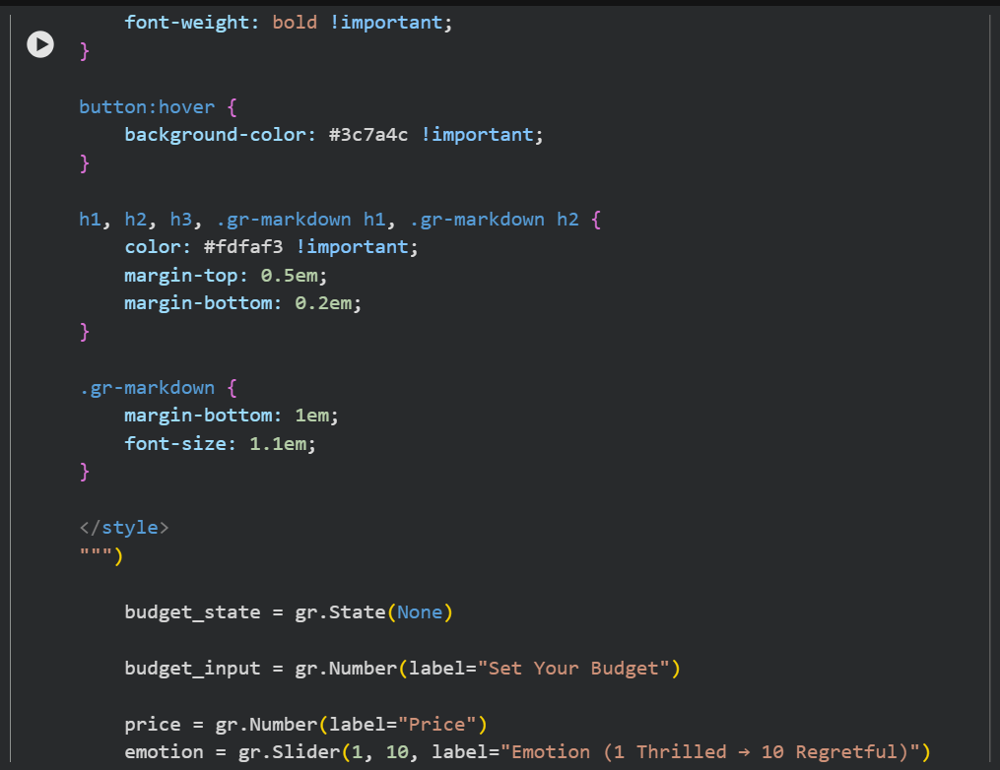 font-weight: bold !important;
}

button:hover {
    background-color: #3c7a4c !important;
}

h1, h2, h3, .gr-markdown h1, .gr-markdown h2 {
    color: #fdfaf3 !important;
    margin-top: 0.5em;
    margin-bottom: 0.2em;
}

.gr-markdown {
    margin-bottom: 1em;
    font-size: 1.1em;
}

</style>
""")

    budget_state = gr.State(None)

    budget_input = gr.Number(label="Set Your Budget")

    price = gr.Number(label="Price")
    emotion = gr.Slider(1, 10, label="Emotion (1 Thrilled → 10 Regretful)")